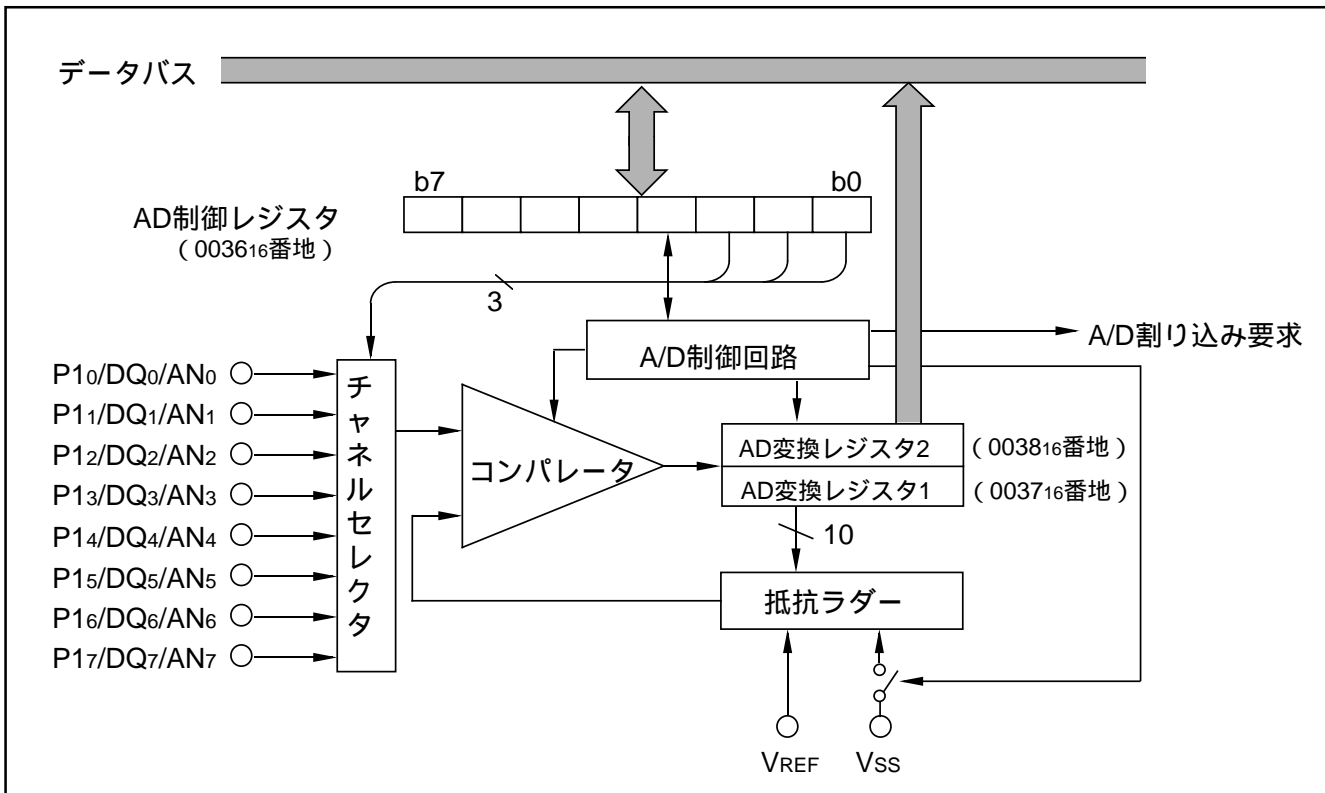 データバス
b7
b0
AD制御レジスタ
(003616番地)
3
A/D制御回路
A/D割り込み要求
P10/DQ0/AN0
P11/DQ1/AN1
P12/DQ2/AN2
P13/DQ3/AN3
P14/DQ4/AN4
P15/DQ5/AN5
P16/DQ6/AN6
P17/DQ7/AN7
チャネルセレクタ
コンパレータ
AD変換レジスタ2
(003816番地)
AD変換レジスタ1
(003716番地)
10
抵抗ラダー
VREF
VSS